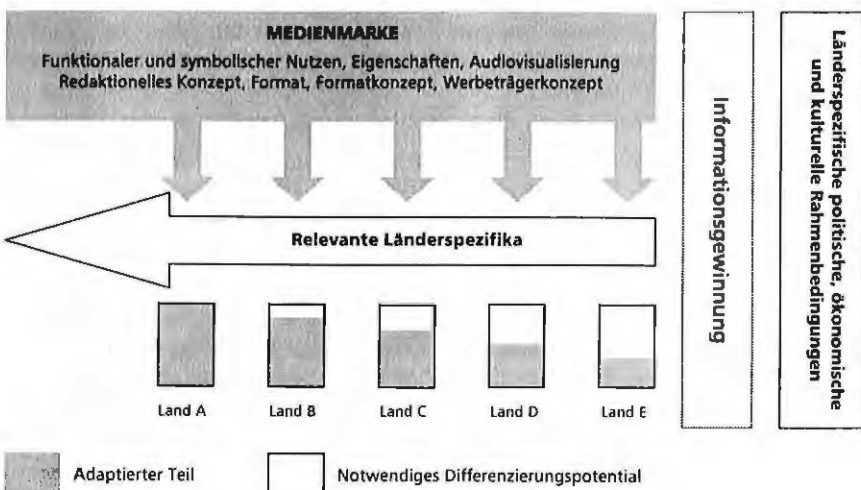 MEDIENMARKE
Funktionaler und symbolischer Nutzen, Eigenschaften, Audiovisualisierung
Redaktionelles Konzept, Format, Formatkonzept, Werbeträgerkonzept
Relevante Länderspezifika
Land A
Land B
Land C
Land D
Land E
Adaptierter Teil
Notwendiges Differenzierungspotential
Informationsgewinnung
Länderspezifische politische, ökonomische
und kulturelle Rahmenbedingungen